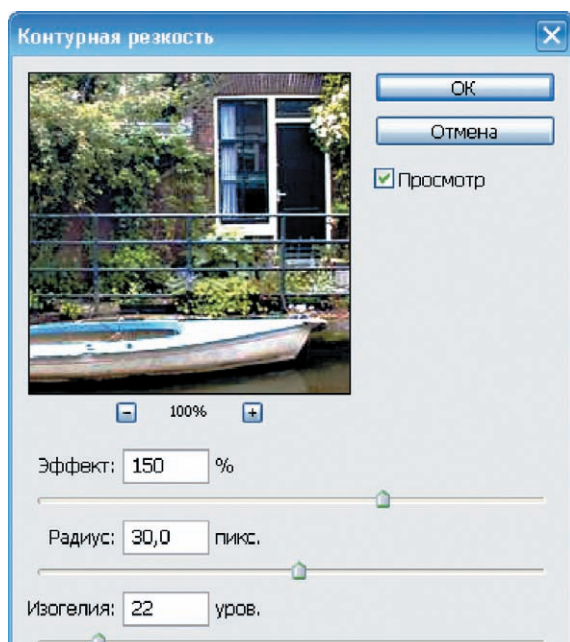 Контурная резкость
ОК
Отмена
Просмотр
100%
Эффект: 150 %
Радиус: 30,0 пикс.
Изогелия: 22 уров.